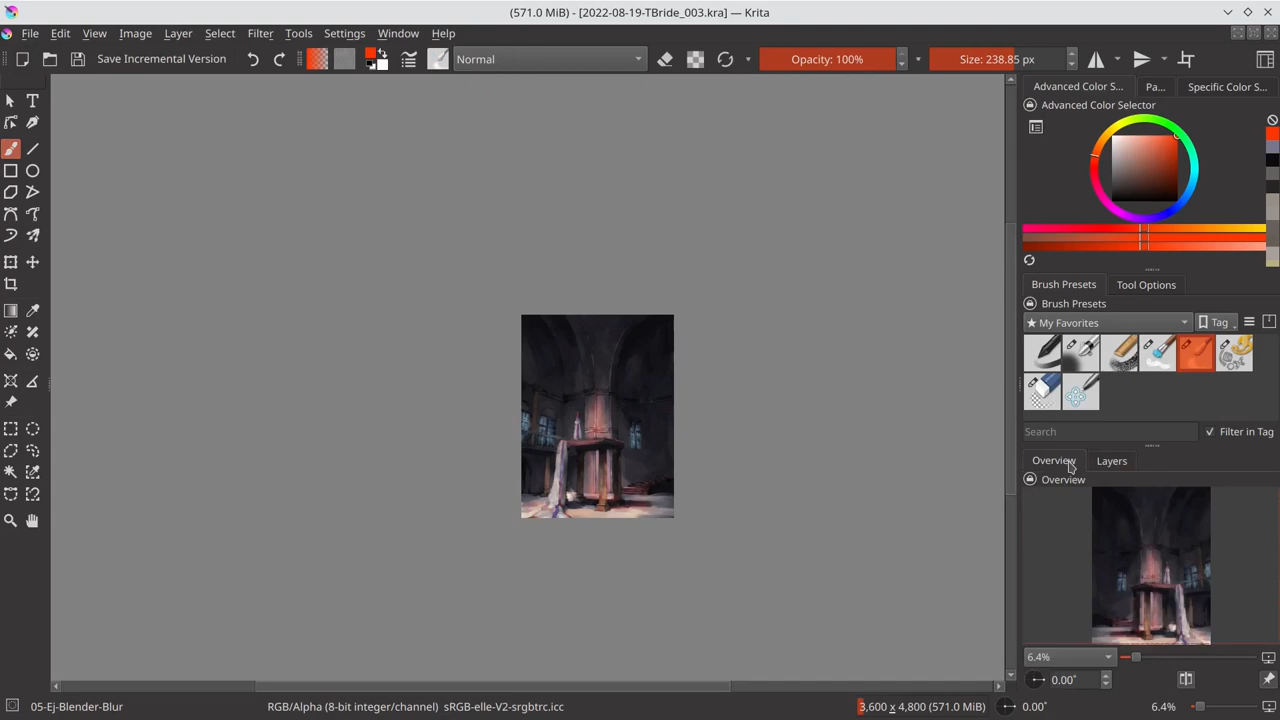 (571.0 MiB) - [2022-08-19-TBride_003.kra] — Krita
File Edit View Image Layer Select Filter Tools Settings Window Help
Save Incremental Version Normal Opacity: 100% Size: 238.85 px
Advanced Color S... Pa... Specific Color S...
Advanced Color Selector
Brush Presets Tool Options
Brush Presets
★ My Favorites Tag
Search Filter in Tag
Overview Layers
Overview
6.4%
0.00°
05-Ej-Blender-Blur RGB/Alpha (8-bit integer/channel) sRGB-elle-V2-srgbtrc.icc 3,600 x 4,800 (571.0 MiB) 0.00° 6.4%